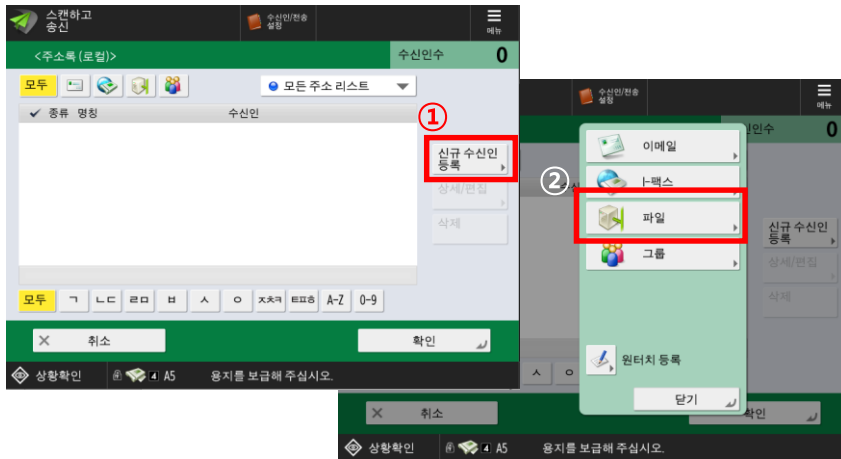 스캔하고
송신
수신인/전송
설정
메뉴
<주소록 (로컬)>
수신인수 0
모두
모든 주소 리스트
✓ 종류 명칭 수신인
①
신규 수신인
등록
상세/편집
삭제
모두 ㄱ ㄴㄷ ㄹㅁ ㅂ ㅅ ㅇ ㅈㅊㅋ ㅌㅍㅎ A-Z 0-9
취소
확인
상황확인 4 A5 용지를 보급해 주십시오.
수신인/전송
설정
메뉴
인수 0
②
이메일
I-팩스
파일
그룹
원터치 등록
닫기
신규 수신인
등록
상세/편집
삭제
ㅅ ㅇ
취소
확인
상황확인 4 A5 용지를 보급해 주십시오.